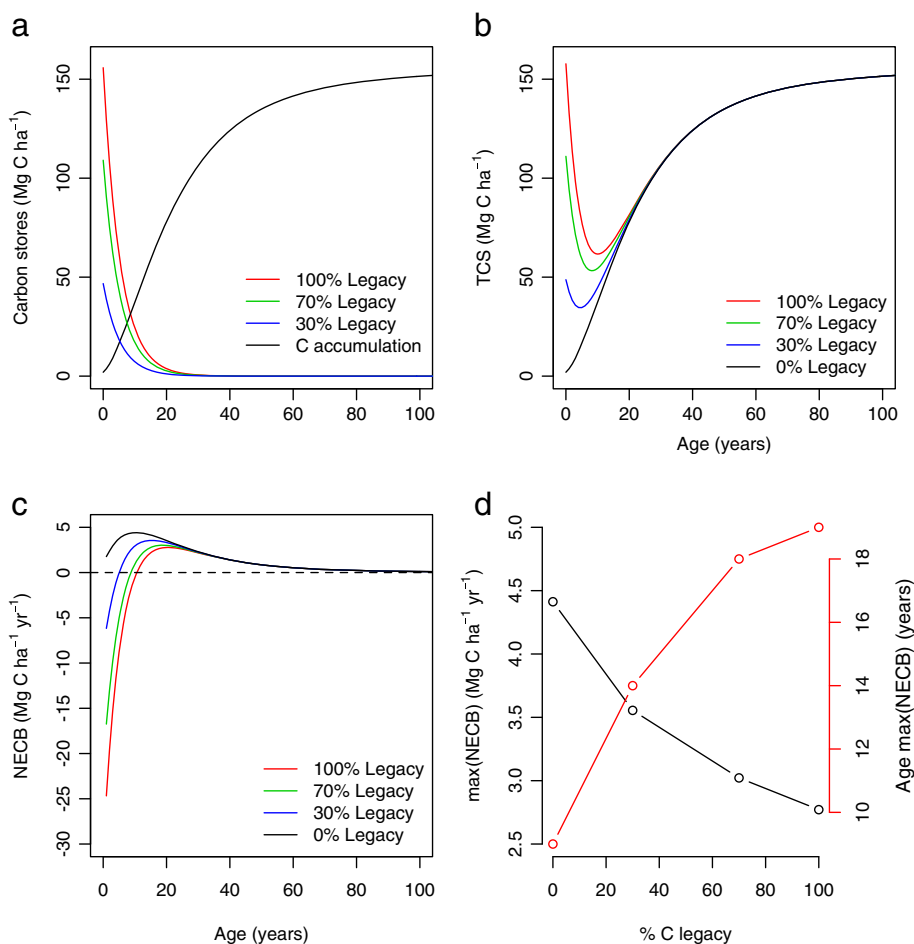 a
Carbon stores (Mg C ha⁻¹)
150
100
50
0
0 20 40 60 80 100
100% Legacy
70% Legacy
30% Legacy
C accumulation
b
TCS (Mg C ha⁻¹)
150
100
50
0
0 20 40 60 80 100
Age (years)
100% Legacy
70% Legacy
30% Legacy
0% Legacy
c
NECB (Mg C ha⁻¹ yr⁻¹)
5
0
-5
-10
-15
-20
-25
-30
0 20 40 60 80 100
Age (years)
100% Legacy
70% Legacy
30% Legacy
0% Legacy
d
max(NECB) (Mg C ha⁻¹ yr⁻¹)
5.0
4.5
4.0
3.5
3.0
2.5
0 20 40 60 80 100
% C legacy
18
16
14
12
10
Age max(NECB) (years)